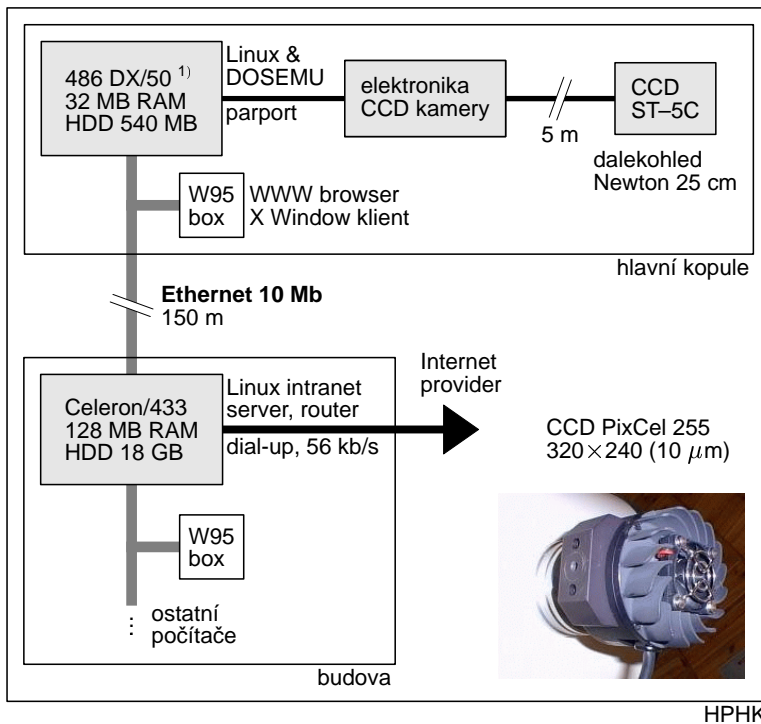 486 DX/50 1)
32 MB RAM
HDD 540 MB
Linux &
DOSEMU
parport
elektronika
CCD kamery
5 m
CCD
ST–5C
dalekohled
Newton 25 cm
W95
box
WWW browser
X Window klient
hlavní kopule
Ethernet 10 Mb
150 m
Internet
provider
Celeron/433
128 MB RAM
HDD 18 GB
Linux intranet
server, router
dial-up, 56 kb/s
CCD PixCel 255
320×240 (10 μm)
W95
box
ostatní
počítače
budova
HPHK